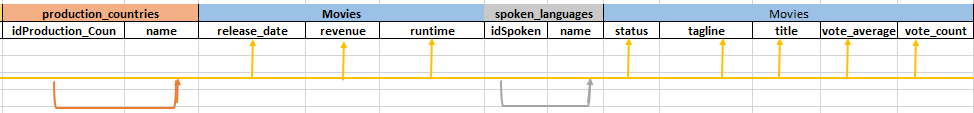 production_countries Movies spoken_languages Movies
idProduction_Coun name release_date revenue runtime idSpoken name status tagline title vote_average vote_count